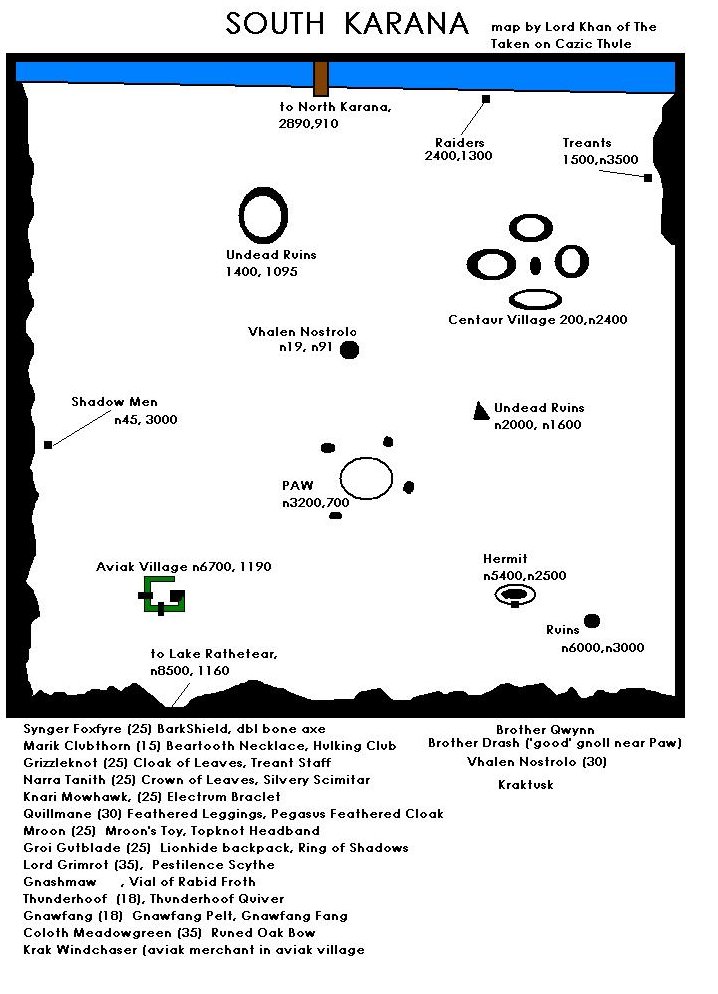 SOUTH KARANA
map by Lord Khan of The
Taken on Cazic Thule
to North Karana,
2890,910
Raiders
2400,1300
Treants
1500,n3500
Undead Ruins
1400, 1095
Centaur Village 200,n2400
Vhalen Nostrolo
n19, n91
Shadow Men
n45, 3000
Undead Ruins
n2000, n1600
PAW
n3200,700
Aviak Village n6700, 1190
Hermit
n5400,n2500
Ruins
n6000,n3000
to Lake Rathetear,
n8500, 1160
Synger Foxfyre (25) BarkShield, dbl bone axe
Marik Clubthorn (15) Beartooth Necklace, Hulking Club
Grizzleknot (25) Cloak of Leaves, Treant Staff
Narra Tanith (25) Crown of Leaves, Silvery Scimitar
Knari Mowhawk, (25) Electrum Braclet
Quillmane (30) Feathered Leggings, Pegasus Feathered Cloak
Mroon (25) Mroon's Toy, Topknot Headband
Groi Gutblade (25) Lionhide backpack, Ring of Shadows
Lord Grimrot (35), Pestilence Scythe
Gnashmaw , Vial of Rabid Froth
Thunderhoof (18), Thunderhoof Quiver
Gnawfang (18) Gnawfang Pelt, Gnawfang Fang
Coloth Meadowgreen (35) Runed Oak Bow
Krak Windchaser (aviak merchant in aviak village
Brother Qwynn
Brother Drash ('good' gnoll near Paw)
Vhalen Nostrolo (30)
Kraktusk